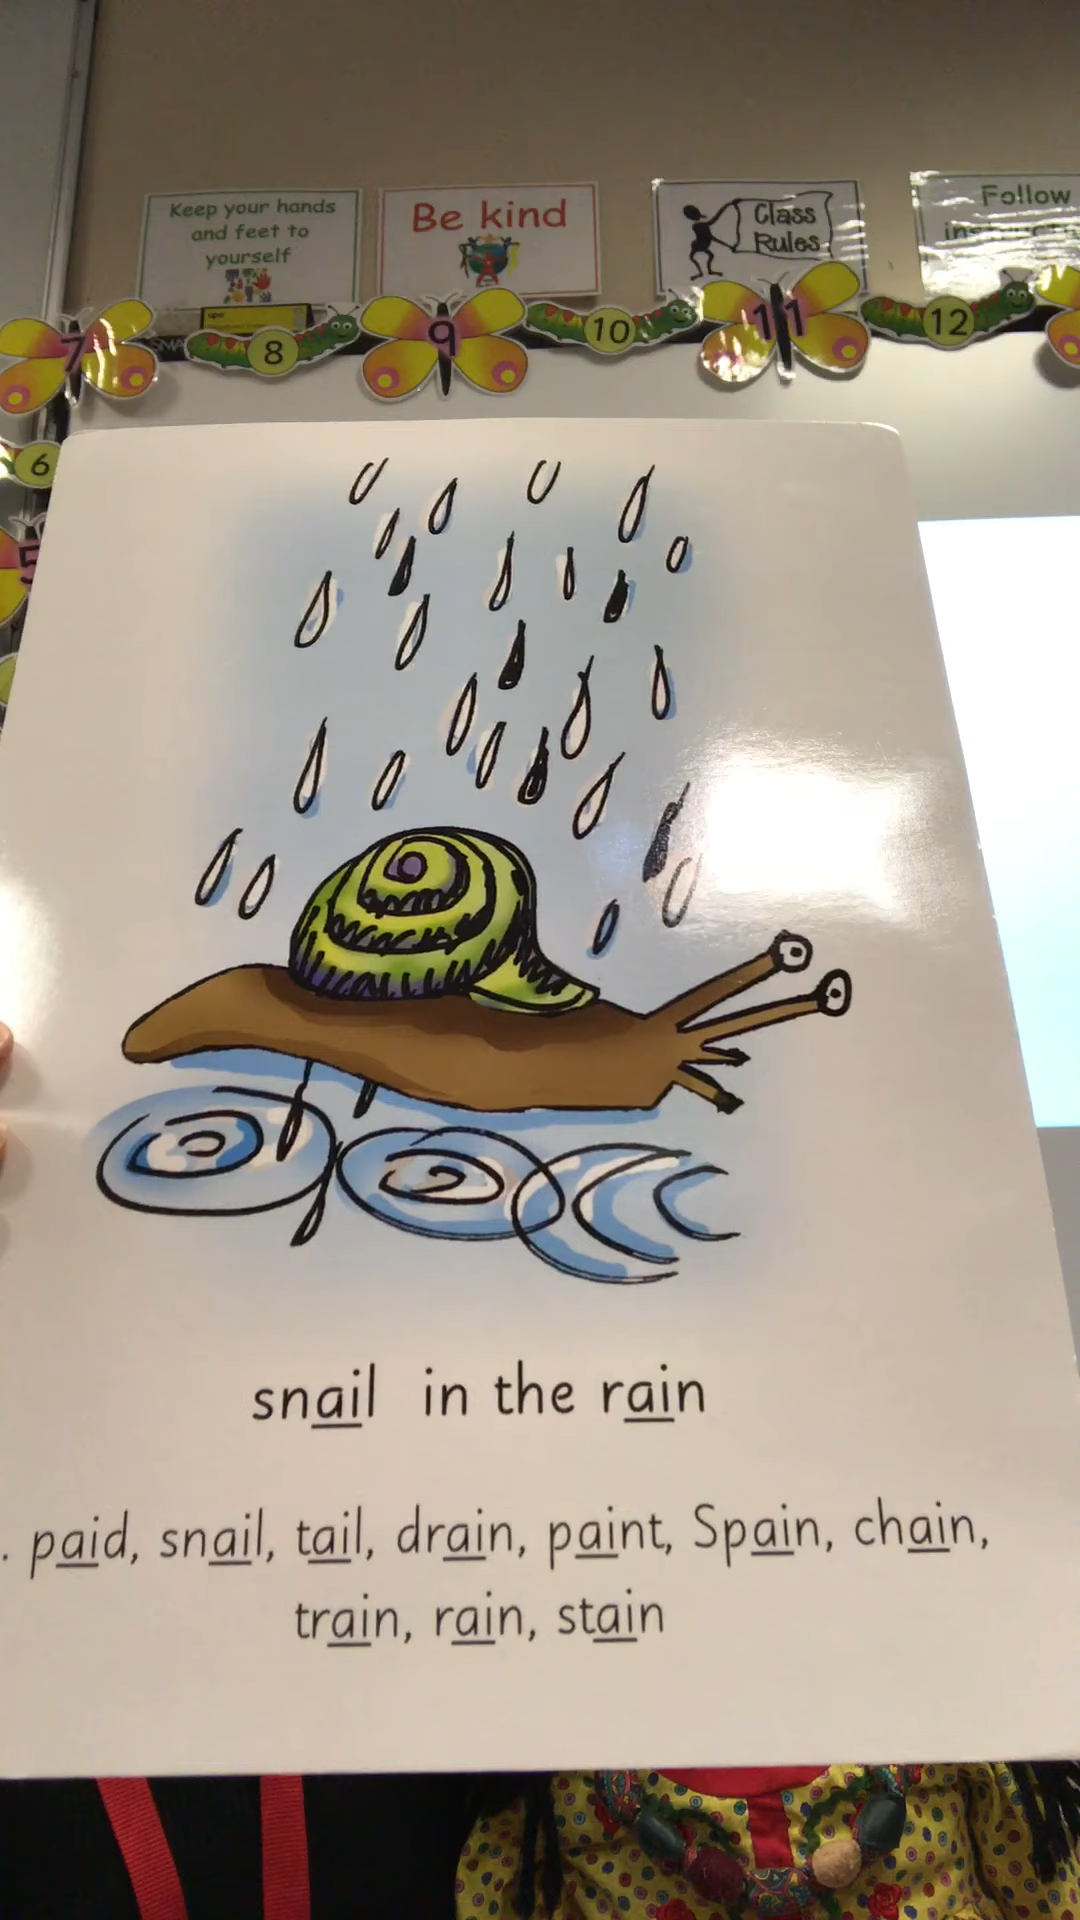 Keep your hands
and feet to
yourself
Be kind
Class
Rules
Follow
7
8
9
10
11
12
6
5
snail in the rain
. paid, snail, tail, drain, paint, Spain, chain,
train, rain, stain